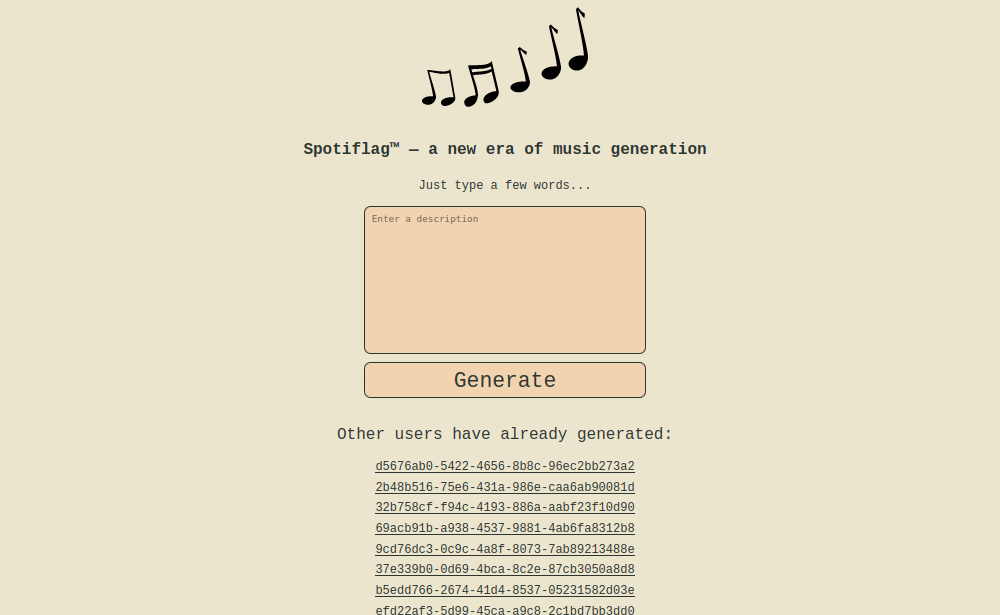 Spotiflag™ — a new era of music generation
Just type a few words...
Enter a description
Generate
Other users have already generated:
d5676ab0-5422-4656-8b8c-96ec2bb273a2
2b48b516-75e6-431a-986e-caa6ab90081d
32b758cf-f94c-4193-886a-aabf23f10d90
69acb91b-a938-4537-9881-4ab6fa8312b8
9cd76dc3-0c9c-4a8f-8073-7ab89213488e
37e339b0-0d69-4bca-8c2e-87cb3050a8d8
b5edd766-2674-41d4-8537-05231582d03e
efd22af3-5d99-45ca-a9c8-2c1bd7bb3dd0